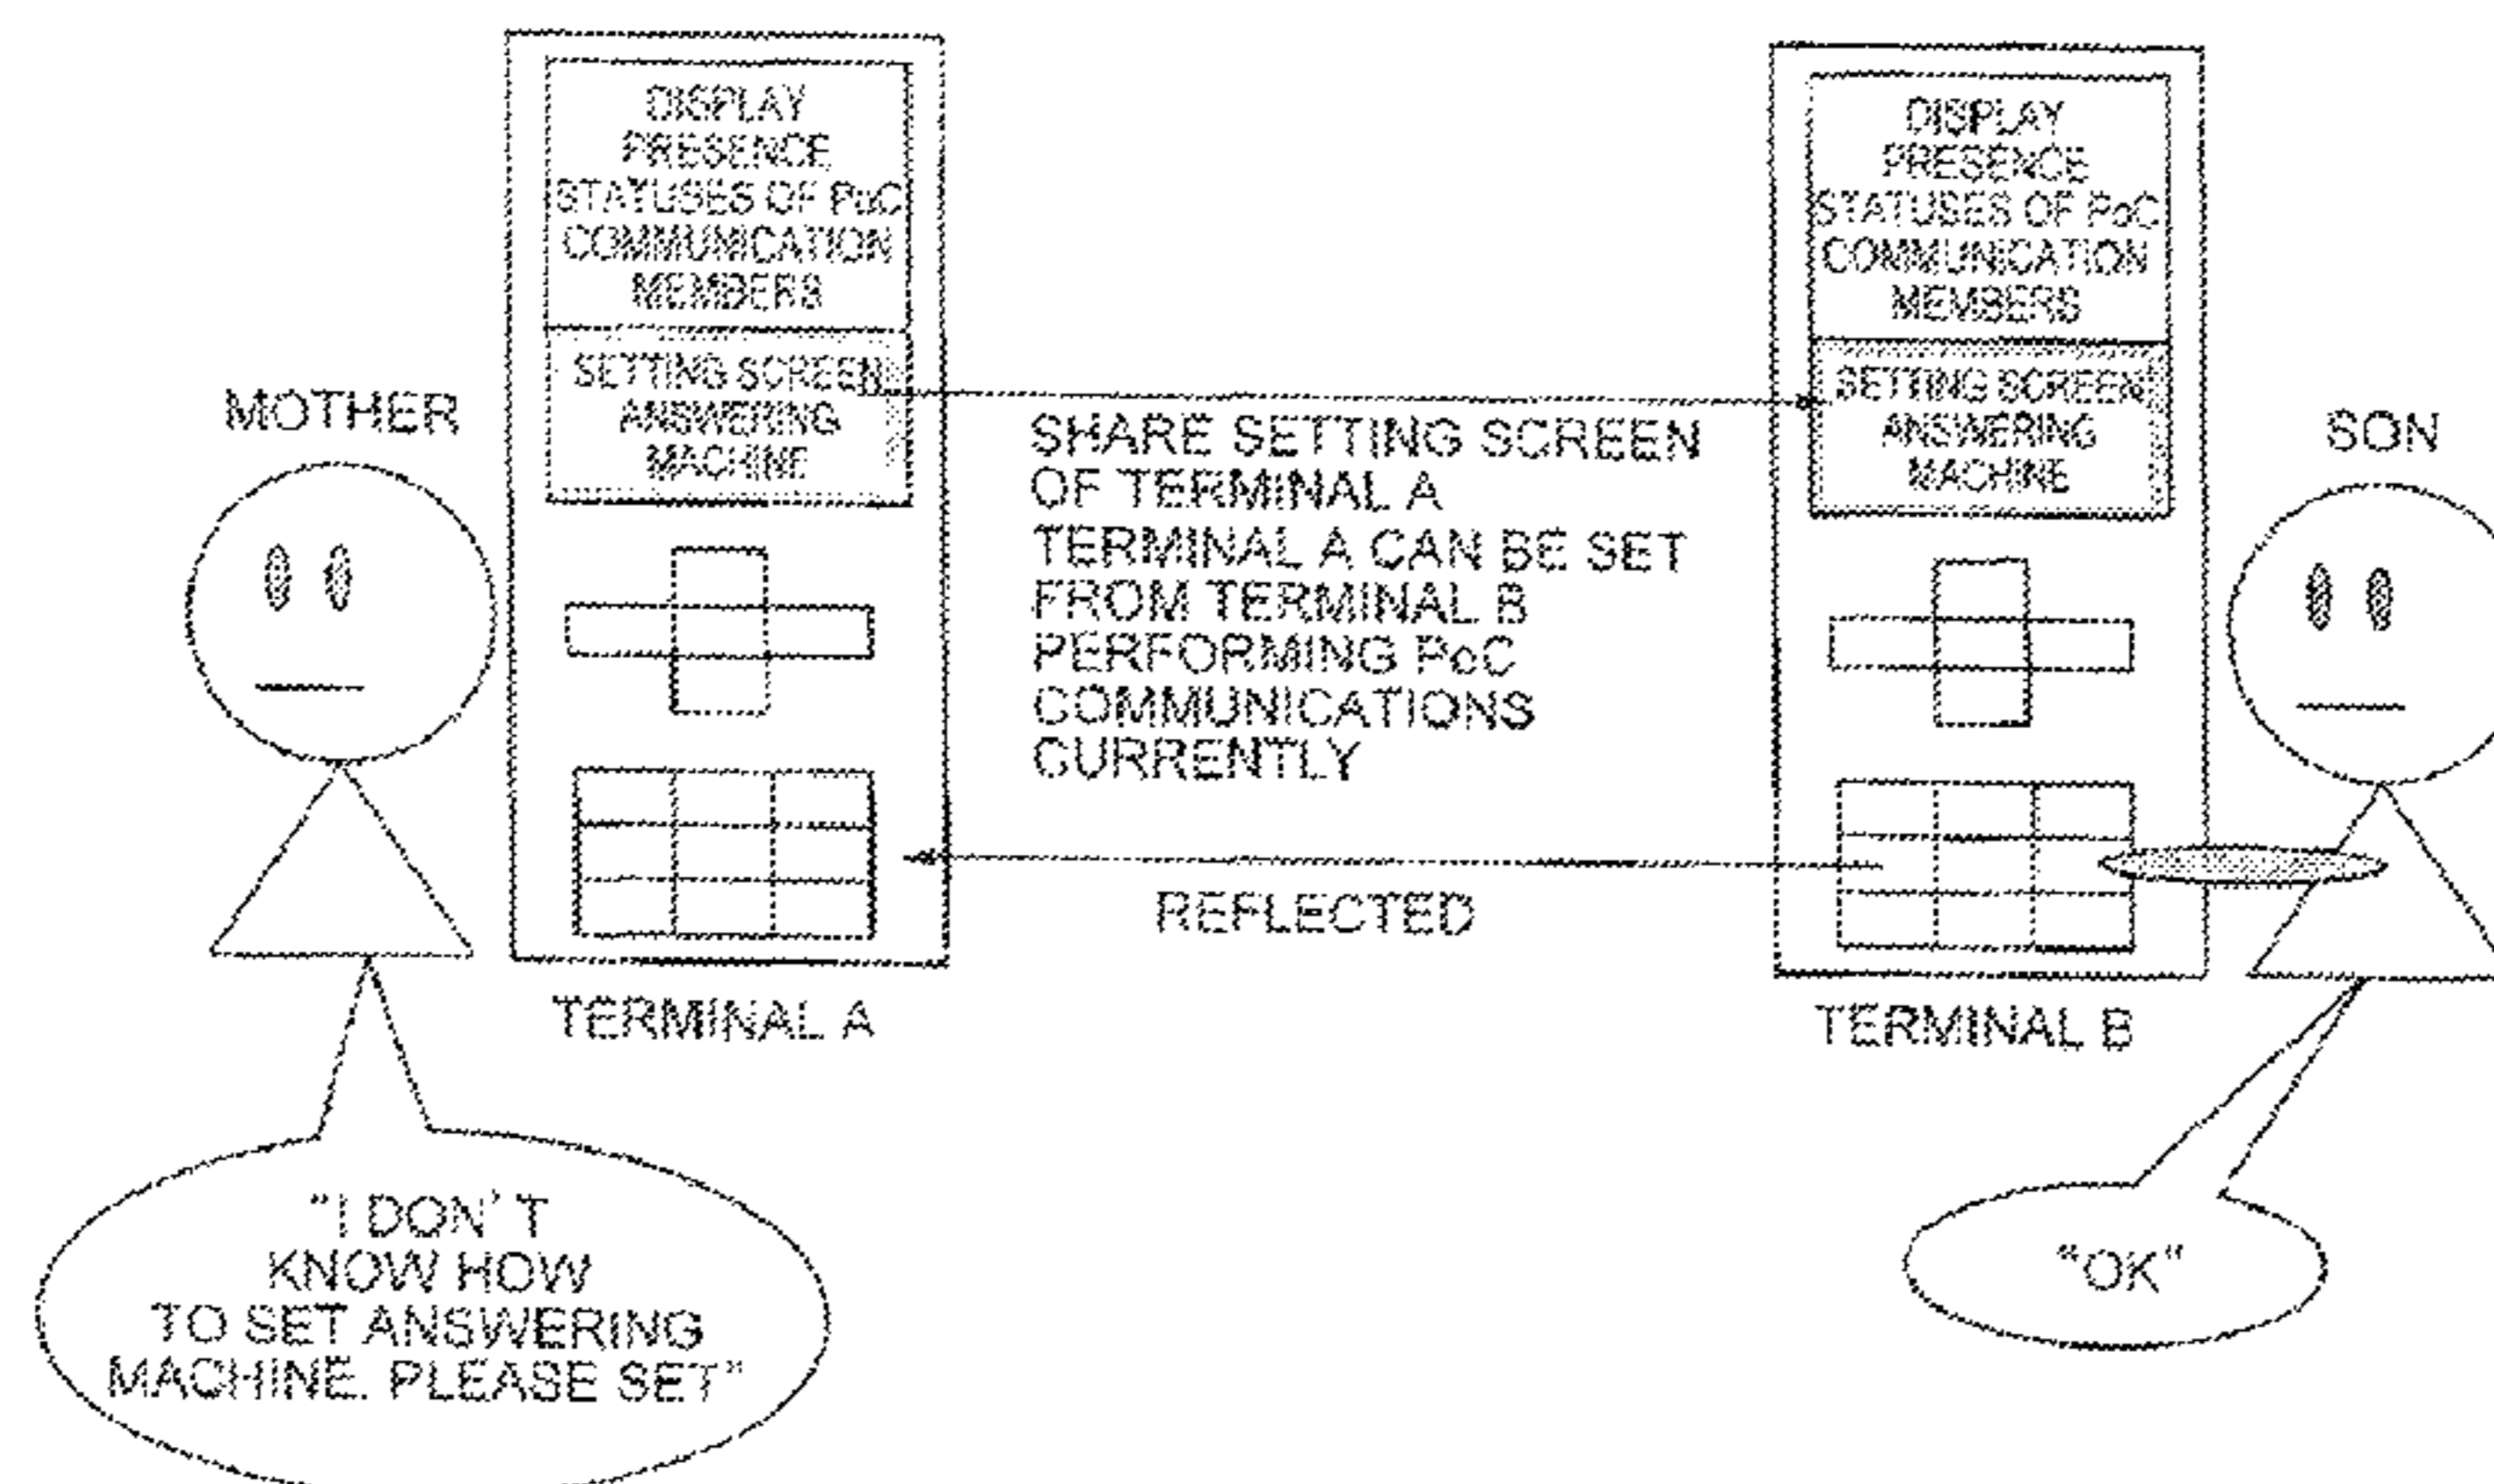 DISPLAY
PRESENCE
STATUSES OF PoC
COMMUMICATION
MEMBERS
SETTING SCREEN
ANSWERING
MACHINE
MOTHER
TERMINAL A
SHARE SETTING SCREEN
OF TERMINAL A
TERMINAL A CAN BE SET
FROM TERMINAL B
PERFORMING PoC
COMMUNICATIONS
CURRENTLY
REFLECTED
DISPLAY
PRESENCE
STATUSES OF PoC
COMMUNICATION
MEMBERS
SETTING SCREEN
ANSWERING
MACHINE
SON
TERMINAL B
"I DON'T
KNOW HOW
TO SET ANSWERING
MACHINE. PLEASE SET"
"OK"